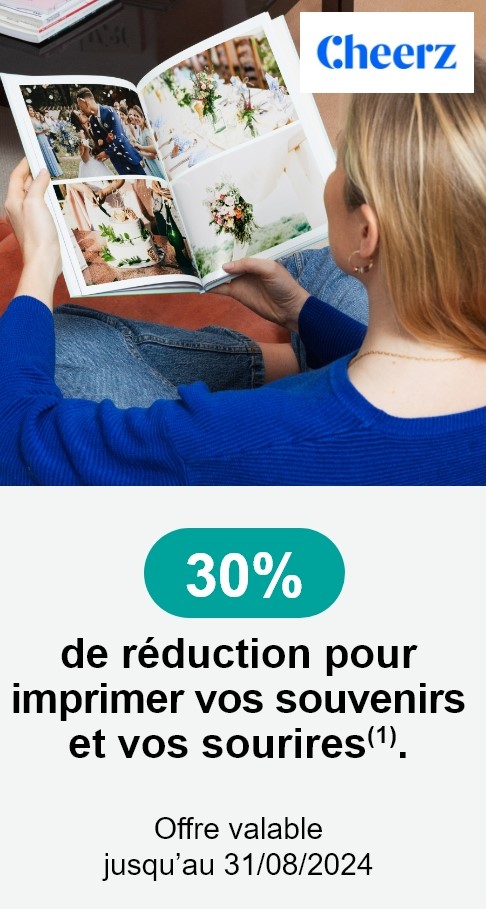 Cheerz
30%
de réduction pour
imprimer vos souvenirs
et vos sourires(1).
Offre valable
jusqu’au 31/08/2024